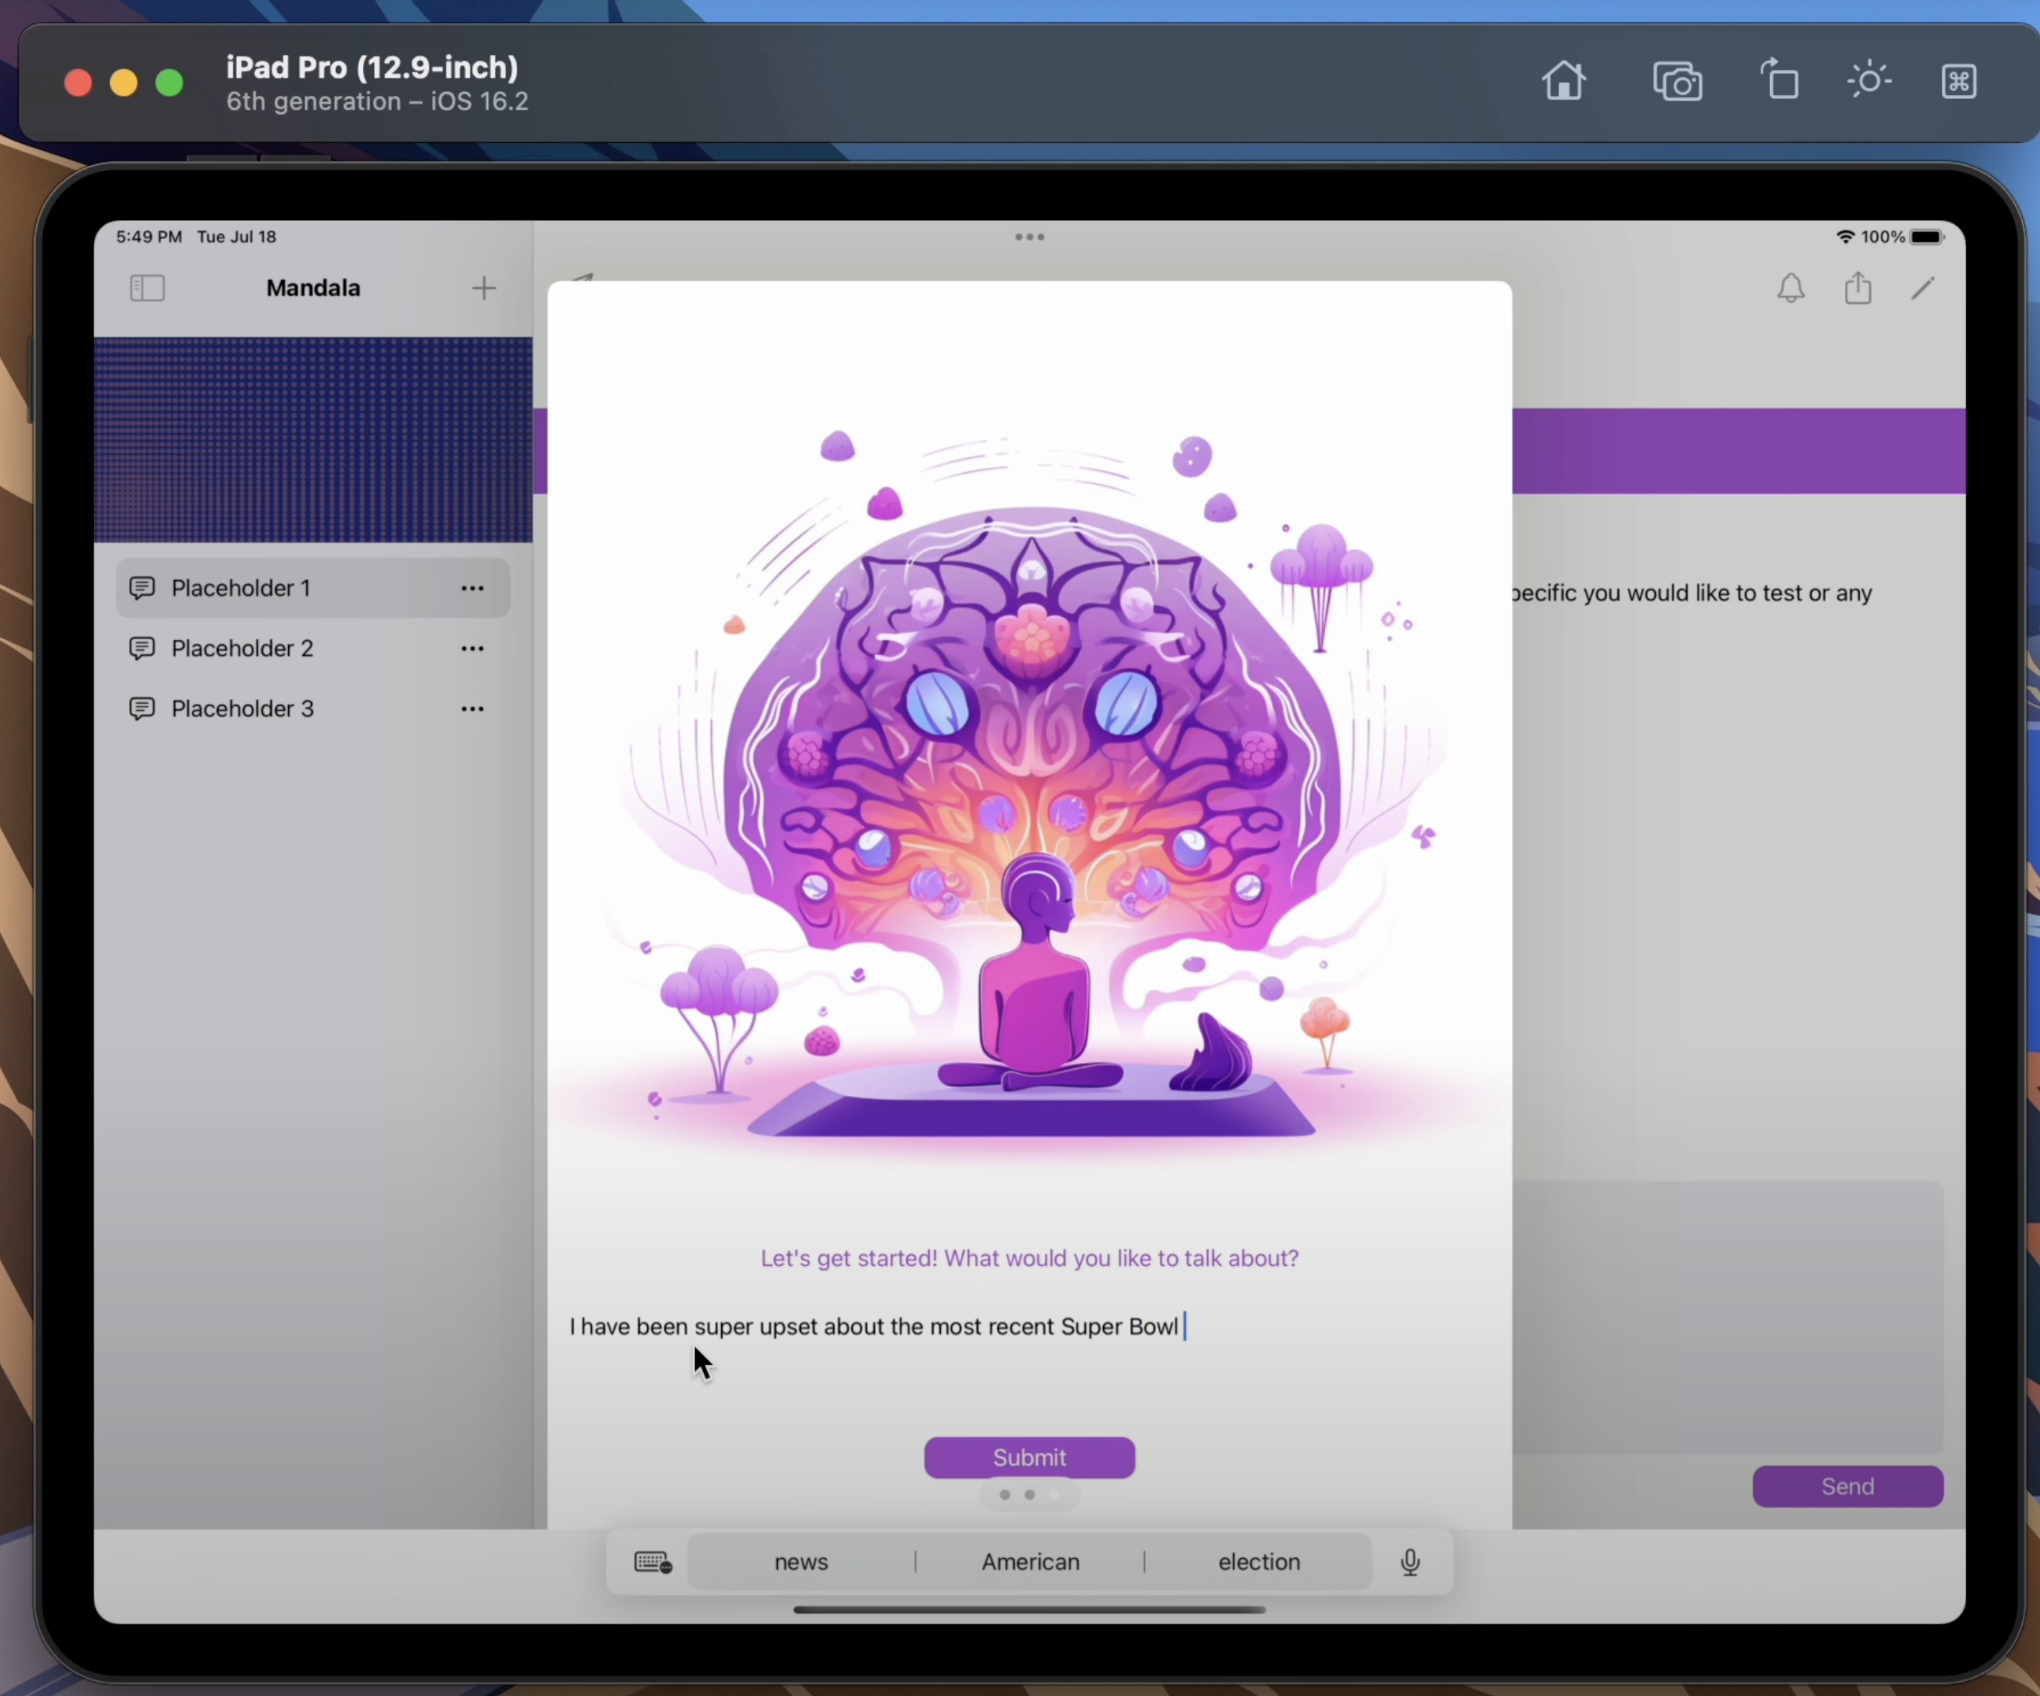 iPad Pro (12.9-inch)
6th generation – iOS 16.2
5:49 PM Tue Jul 18
100%
Mandala
Placeholder 1
Placeholder 2
Placeholder 3
specific you would like to test or any
Let's get started! What would you like to talk about?
I have been super upset about the most recent Super Bowl
Submit
Send
news American election